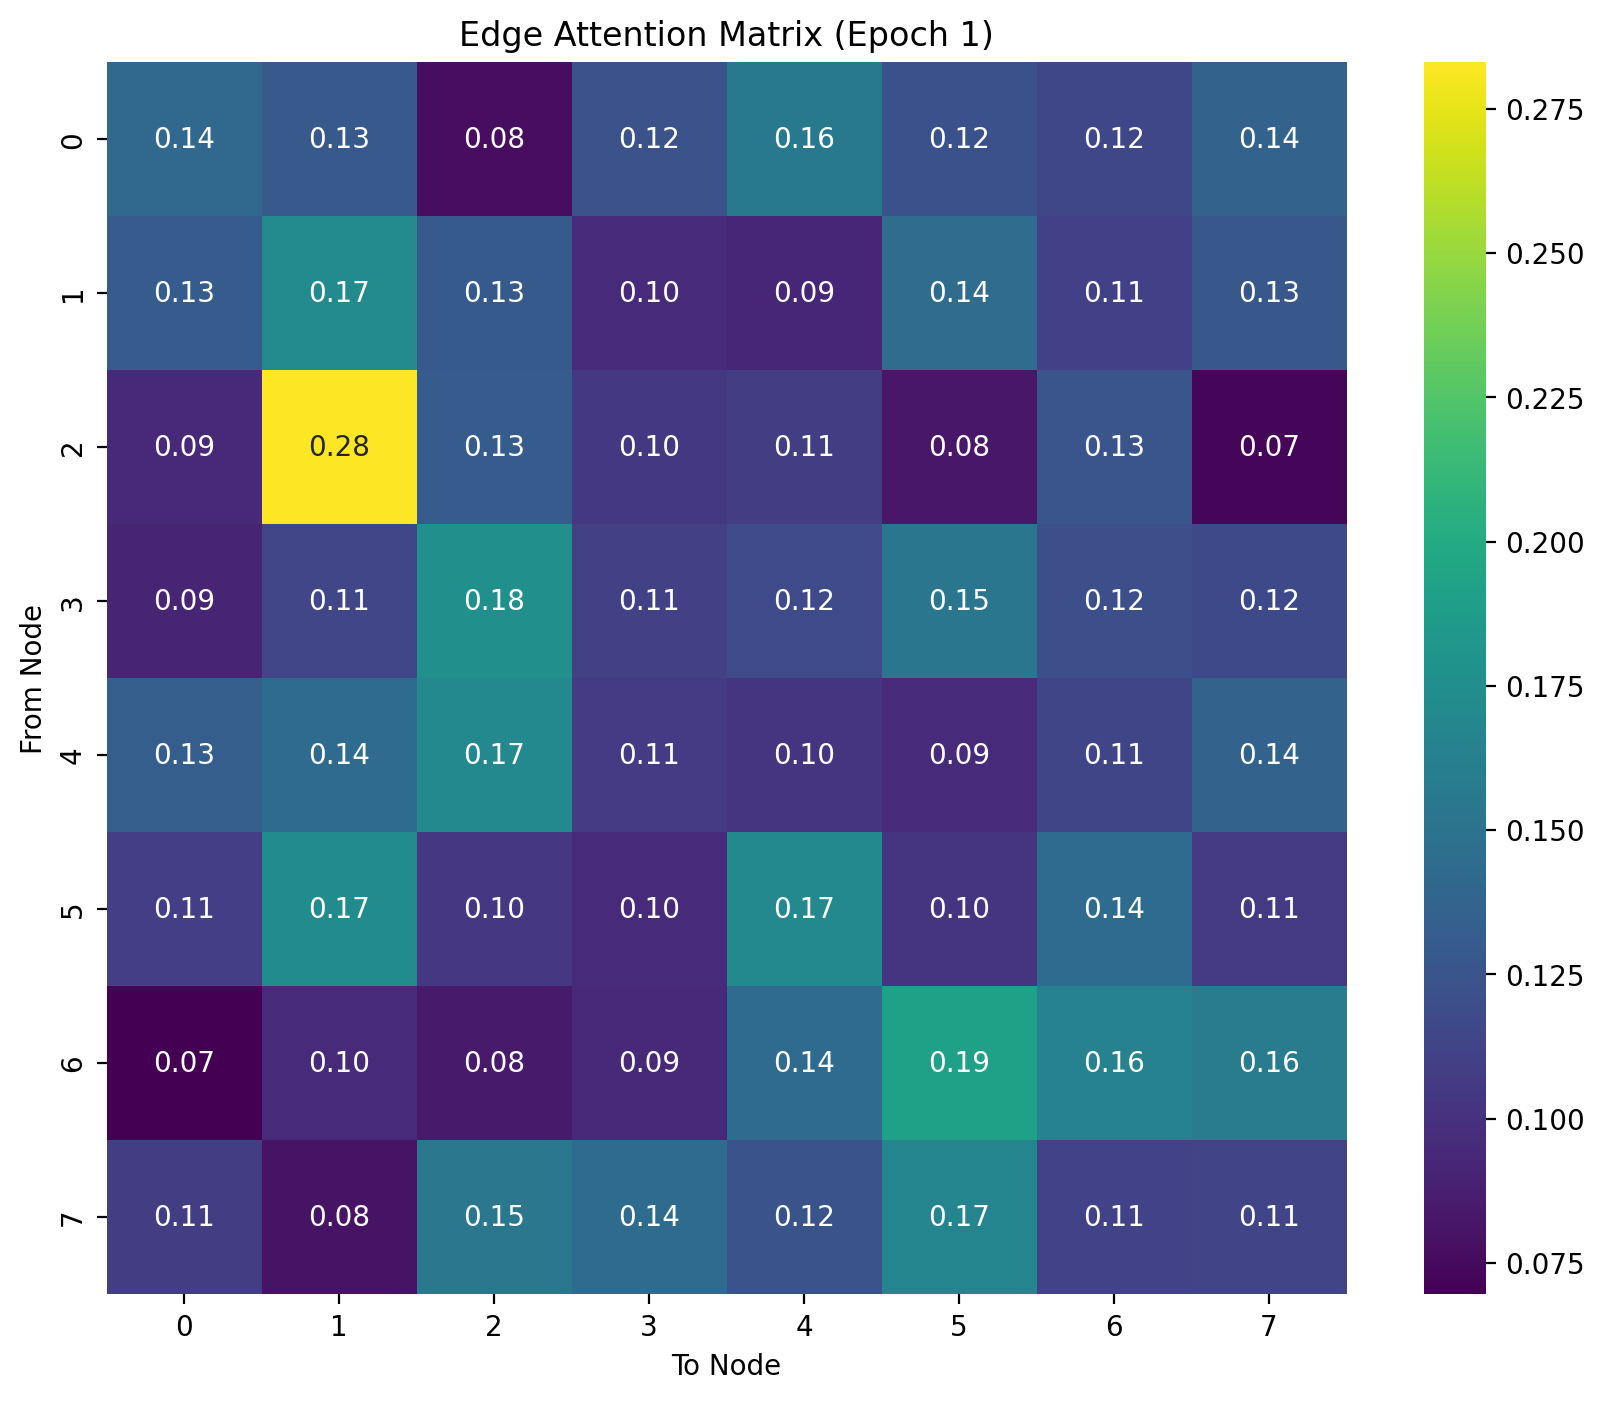 Edge Attention Matrix (Epoch 1)
0 0.14 0.13 0.08 0.12 0.16 0.12 0.12 0.14
1 0.13 0.17 0.13 0.10 0.09 0.14 0.11 0.13
2 0.09 0.28 0.13 0.10 0.11 0.08 0.13 0.07
3 0.09 0.11 0.18 0.11 0.12 0.15 0.12 0.12
4 0.13 0.14 0.17 0.11 0.10 0.09 0.11 0.14
5 0.11 0.17 0.10 0.10 0.17 0.10 0.14 0.11
6 0.07 0.10 0.08 0.09 0.14 0.19 0.16 0.16
7 0.11 0.08 0.15 0.14 0.12 0.17 0.11 0.11
0 1 2 3 4 5 6 7
To Node
From Node
0.275
0.250
0.225
0.200
0.175
0.150
0.125
0.100
0.075